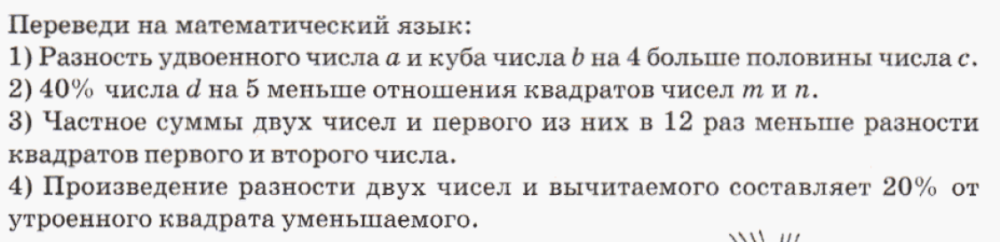 Переведи на математический язык:
1) Разность удвоенного числа a и куба числа b на 4 больше половины числа c.
2) 40% числа d на 5 меньше отношения квадратов чисел m и n.
3) Частное суммы двух чисел и первого из них в 12 раз меньше разности
квадратов первого и второго числа.
4) Произведение разности двух чисел и вычитаемого составляет 20% от
утроенного квадрата уменьшаемого.